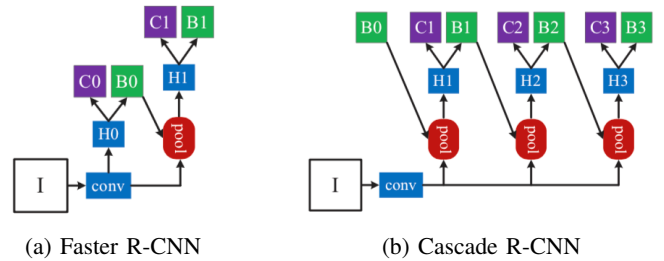 C1 B1
C0 B0 H1
H0 pool
I conv
(a) Faster R-CNN
B0 C1 B1 C2 B2 C3 B3
H1 H2 H3
pool pool pool
I conv
(b) Cascade R-CNN